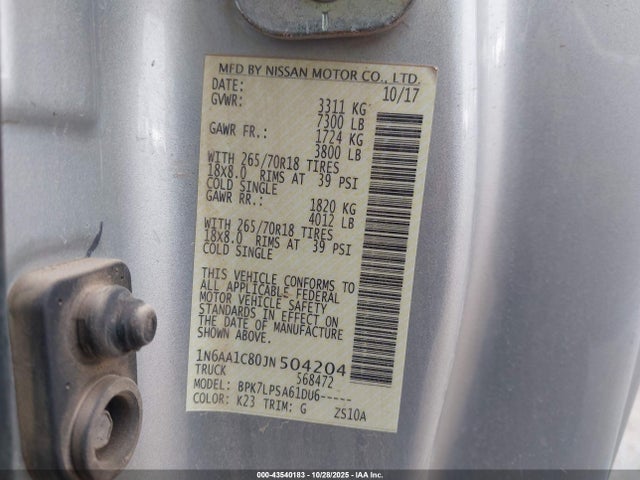 MFD BY NISSAN MOTOR CO., LTD.
DATE: 10/17
GVWR: 3311 KG
7300 LB
GAWR FR.: 1724 KG
3800 LB
WITH 265/70R18 TIRES
18X8.0 RIMS AT 39 PSI
COLD SINGLE
GAWR RR.: 1820 KG
4012 LB
WITH 265/70R18 TIRES
18X8.0 RIMS AT 39 PSI
COLD SINGLE
THIS VEHICLE CONFORMS TO
ALL APPLICABLE FEDERAL
MOTOR VEHICLE SAFETY
STANDARDS IN EFFECT ON
THE DATE OF MANUFACTURE
SHOWN ABOVE.
1N6AA1C80JN504204
TRUCK 568472
MODEL: BPK7LPSA61DU6-----
COLOR: K23 TRIM: G ZS10A
000-43540183 - 10/28/2025 - IAAI.com